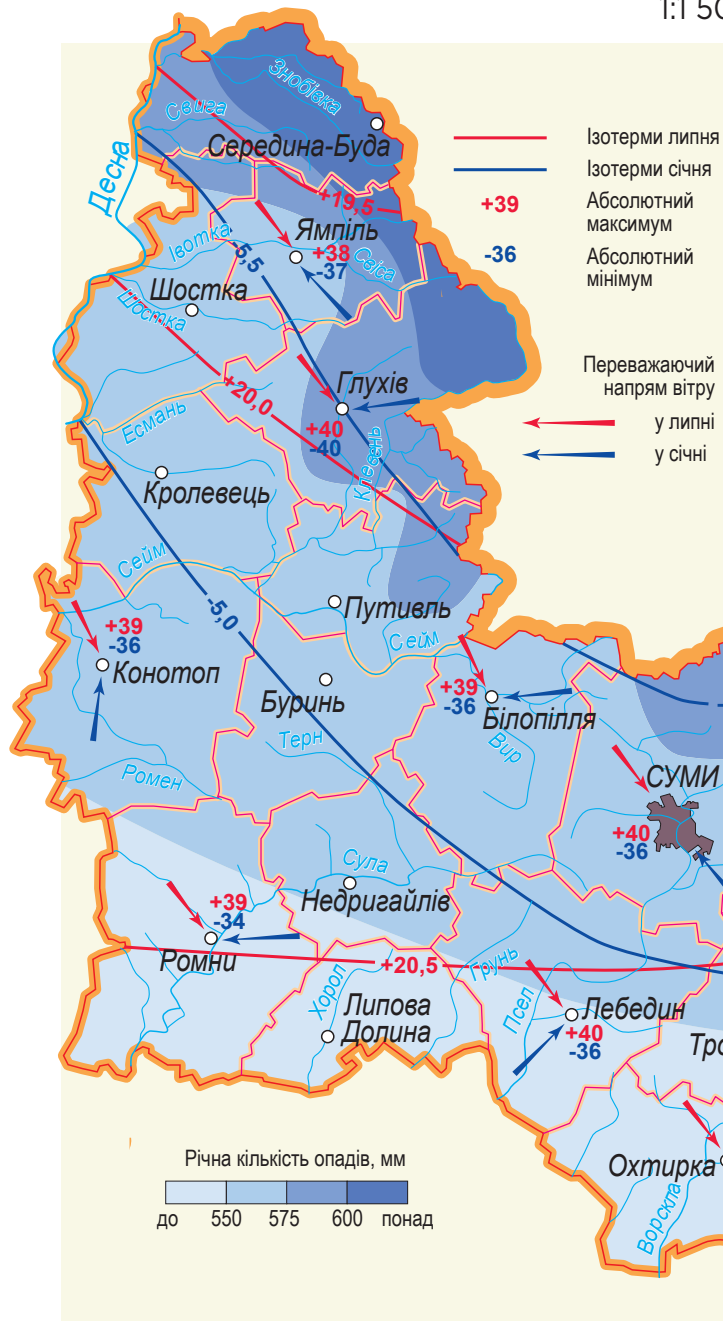 1:1 50
Знобівка
Свига
Середина-Буда
Десна
Ізотерми липня
Ізотерми січня
+39 Абсолютний
максимум
-36 Абсолютний
мінімум
+19,5
Ямпіль
Івотка
-5,5
+38
-37
Свіса
Шостка
Шостка
Переважаючий
напрям вітру
у липні
у січні
Глухів
+20,0
+40
-40
Есмань
Клевень
Кролевець
Сейм
-5,0
Путивль
Сейм
+39
-36
Конотоп
Буринь
+39
-36
Білопілля
Терн
Вир
Ромен
СУМИ
+40
-36
Сула
Недригайлів
+39
-34
Ромни
+20,5
Грунь
Хорол
Псел
Липова
Долина
Лебедин
+40
-36
Тро
Охтирка
Ворскла
Річна кількість опадів, мм
до 550 575 600 понад